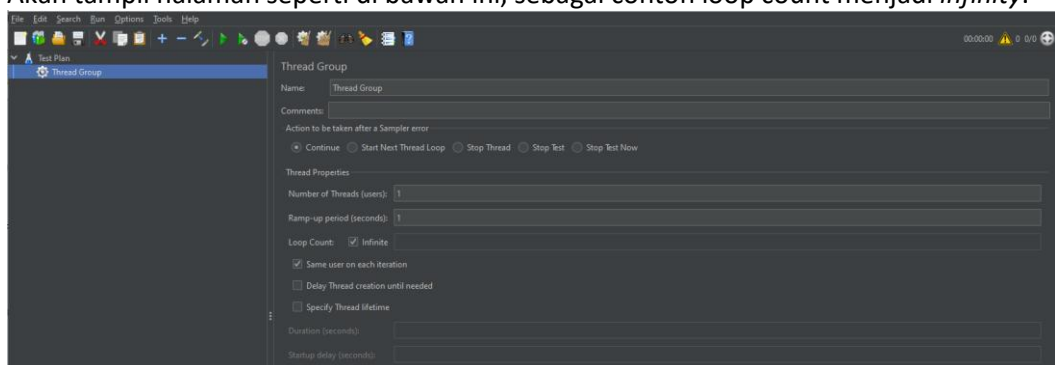 Akan tampil halaman seperti di bawah ini, sebagai contoh loop count menjadi infinity.
File Edit Search Run Options Tools Help
00:00:00 0 0/0
Test Plan
Thread Group
Thread Group
Name: Thread Group
Comments:
Action to be taken after a Sampler error
Continue Start Next Thread Loop Stop Thread Stop Test Stop Test Now
Thread Properties
Number of Threads (users): 1
Ramp-up period (seconds): 1
Loop Count: Infinite
Same user on each iteration
Delay Thread creation until needed
Specify Thread lifetime
Duration (seconds):
Startup delay (seconds):